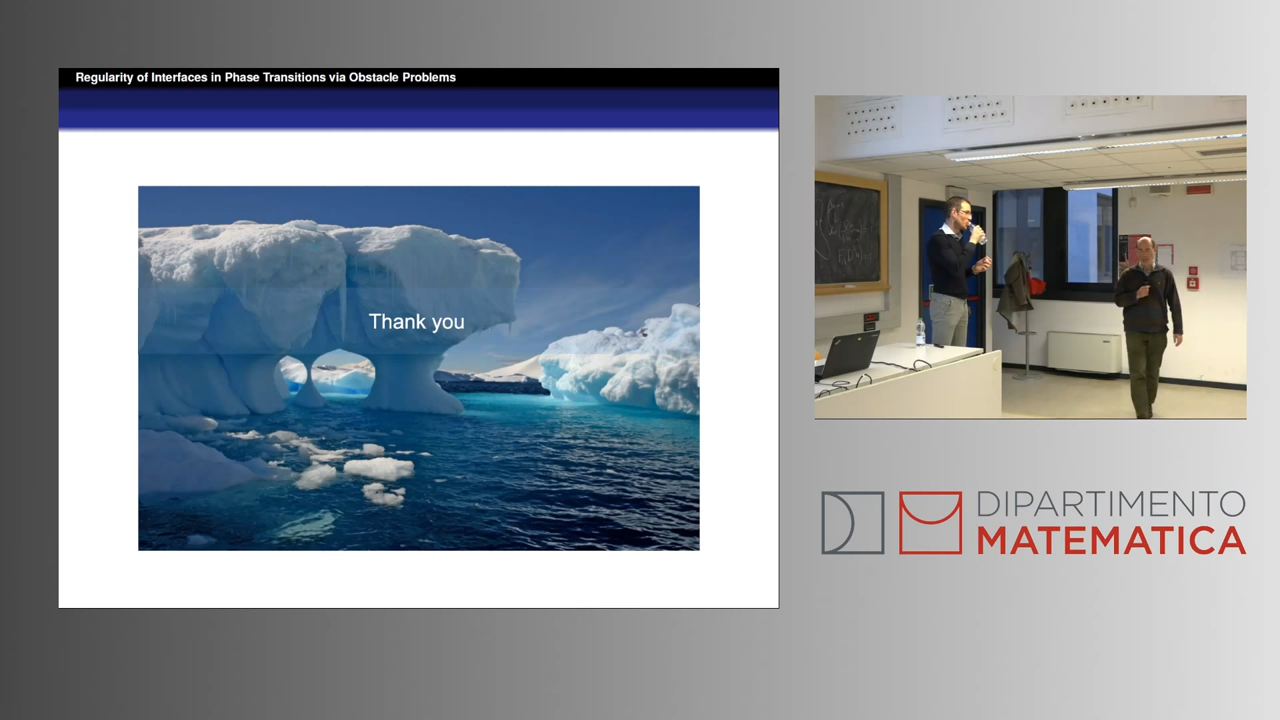 Regularity of Interfaces in Phase Transitions via Obstacle Problems
Thank you
DIPARTIMENTO
MATEMATICA